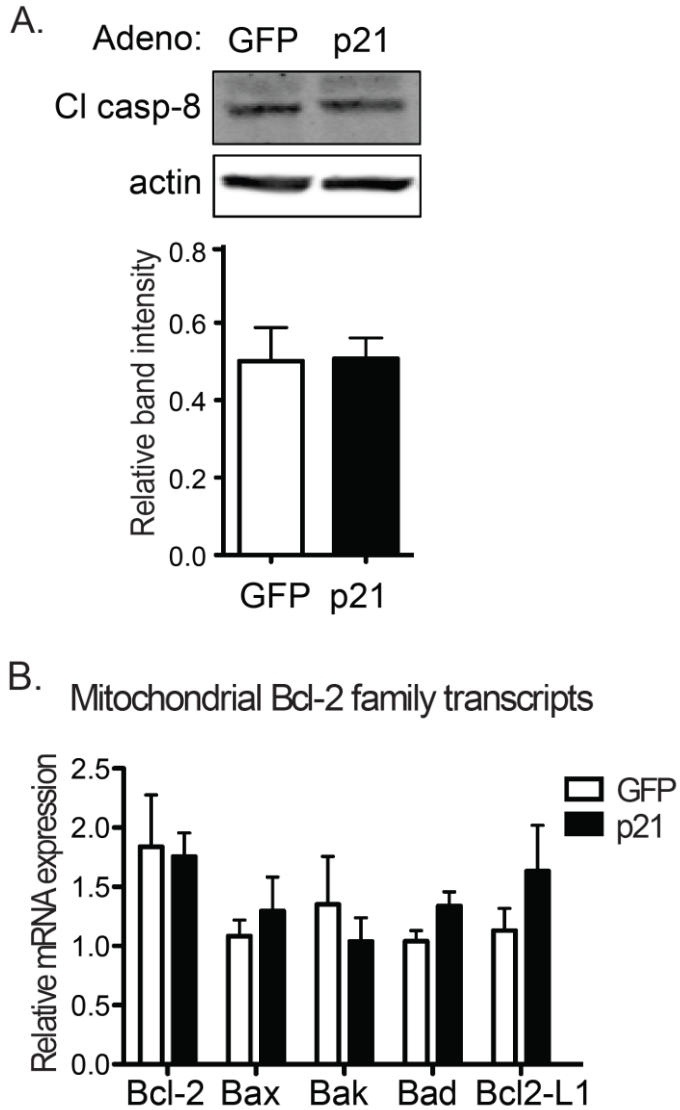 A.
Adeno: GFP p21
Cl casp-8
actin
Relative band intensity
0.8
0.6
0.4
0.2
0.0
GFP p21
B.
Mitochondrial Bcl-2 family transcripts
Relative mRNA expression
2.5
2.0
1.5
1.0
0.5
0.0
GFP
p21
Bcl-2 Bax Bak Bad Bcl2-L1